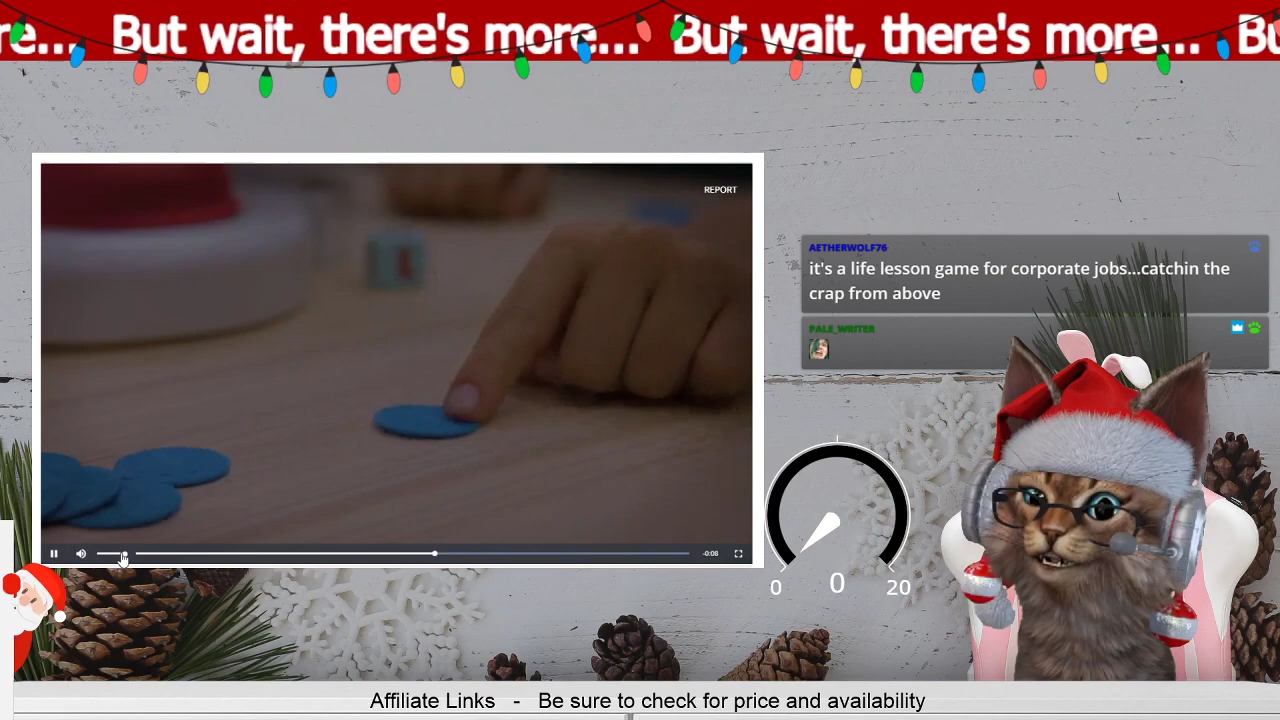 re... But wait, there's more... But wait, there's more... Bu
REPORT
AETHERWOLF76
it's a life lesson game for corporate jobs...catchin the
crap from above
PALE_WRITER
-0:08
0 0 20
Affiliate Links - Be sure to check for price and availability